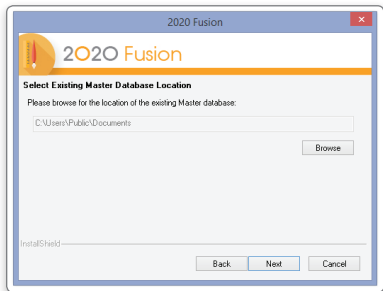 2020 Fusion
2020 Fusion
Select Existing Master Database Location
Please browse for the location of the existing Master database:
C:\Users\Public\Documents
Browse
InstallShield
Back Next Cancel